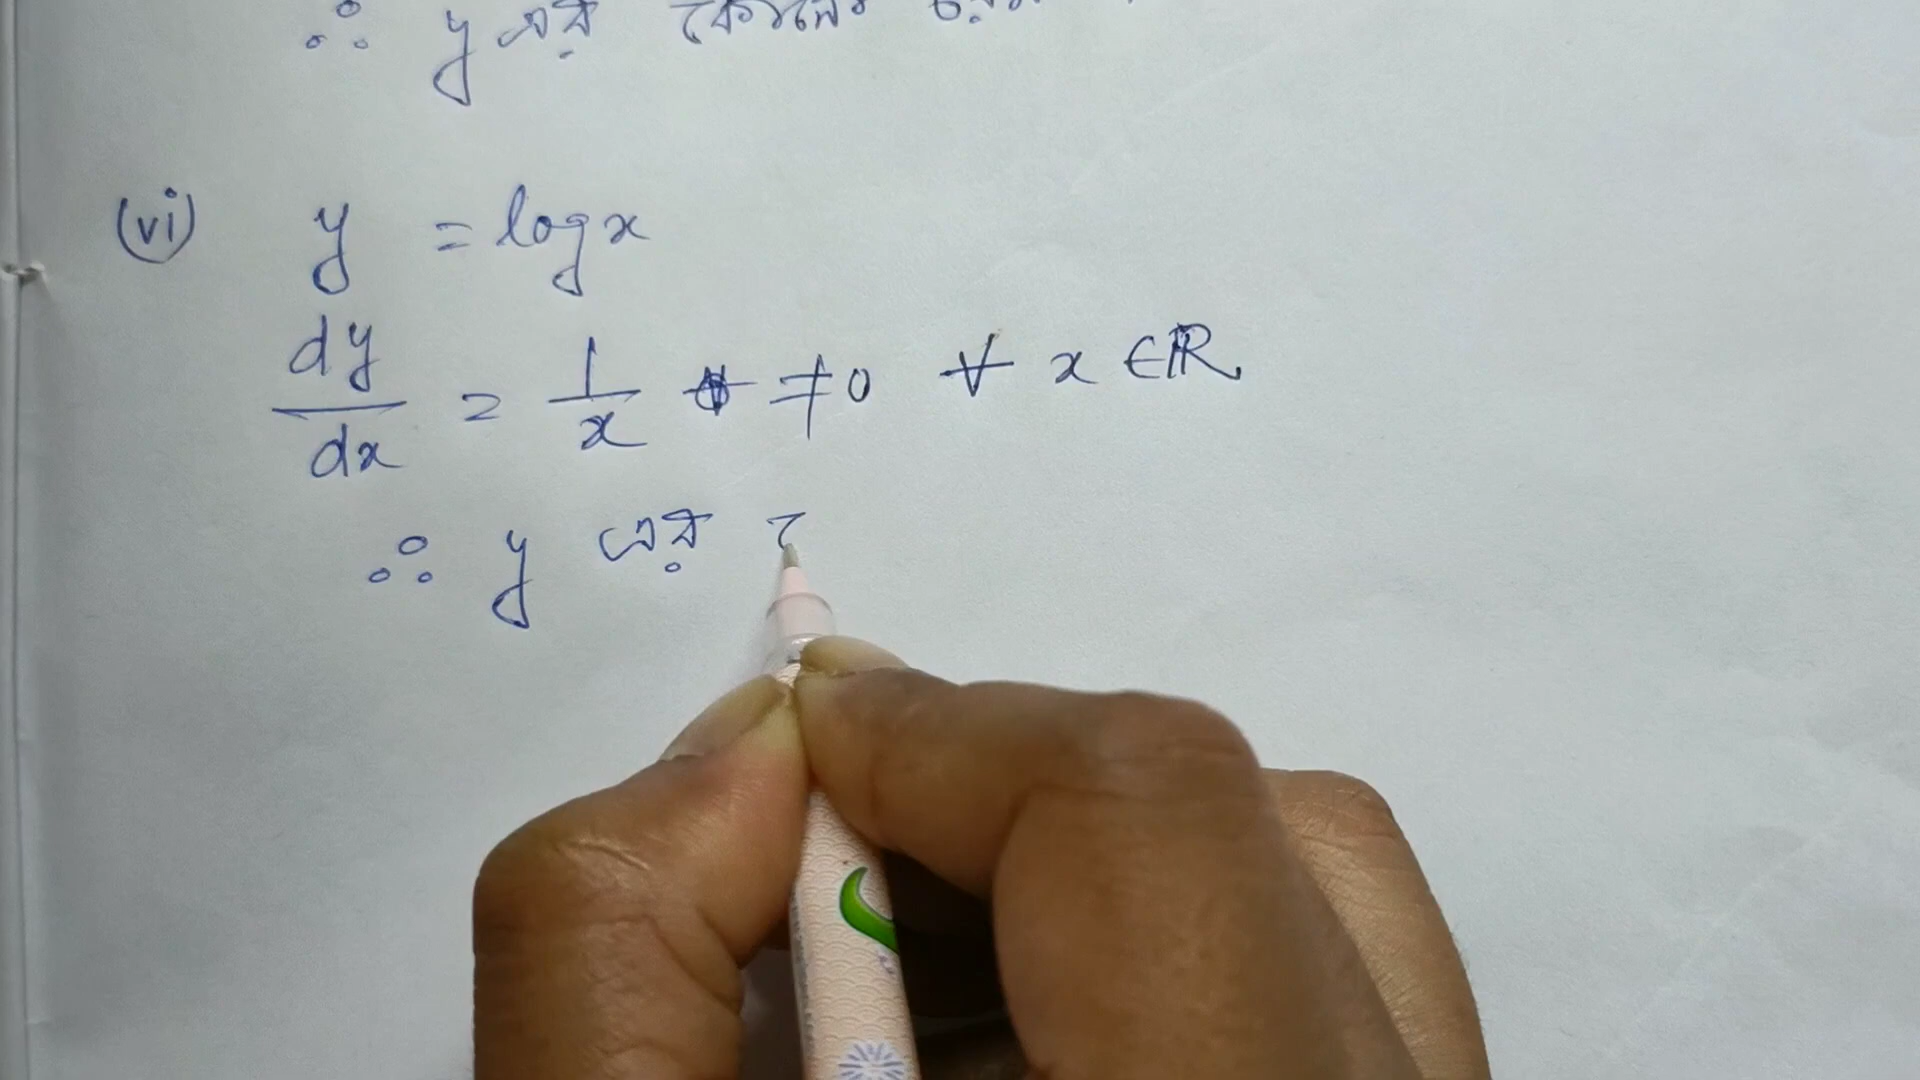 ∴ y এর কোনো
(vi) y = log x
dy/dx = 1/x ≠ 0 ∀ x ∈ ℝ
∴ y এর